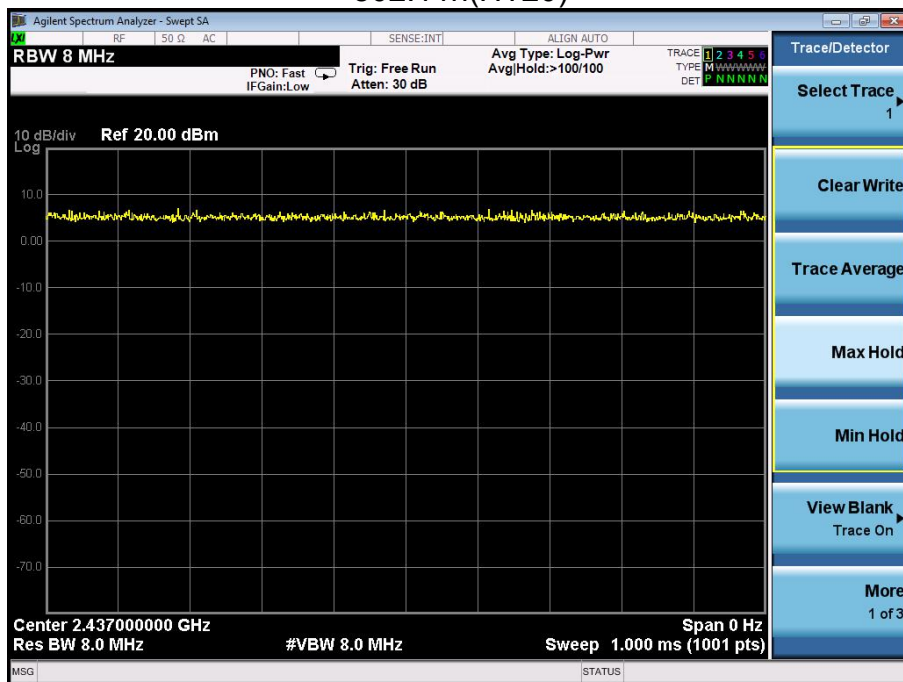 Agilent Spectrum Analyzer - Swept SA
LXI RF 50 Ω AC SENSE:INT ALIGN AUTO
RBW 8 MHz
PNO: Fast
IFGain:Low
Trig: Free Run
Atten: 30 dB
Avg Type: Log-Pwr
Avg|Hold:>100/100
TRACE 1 2 3 4 5 6
TYPE M WWWWW
DET P N N N N N
10 dB/div Ref 20.00 dBm
Log
10.0
0.00
-10.0
-20.0
-30.0
-40.0
-50.0
-60.0
-70.0
Center 2.437000000 GHz Span 0 Hz
Res BW 8.0 MHz #VBW 8.0 MHz Sweep 1.000 ms (1001 pts)
MSG STATUS
Trace/Detector
Select Trace
1
Clear Write
Trace Average
Max Hold
Min Hold
View Blank
Trace On
More
1 of 3